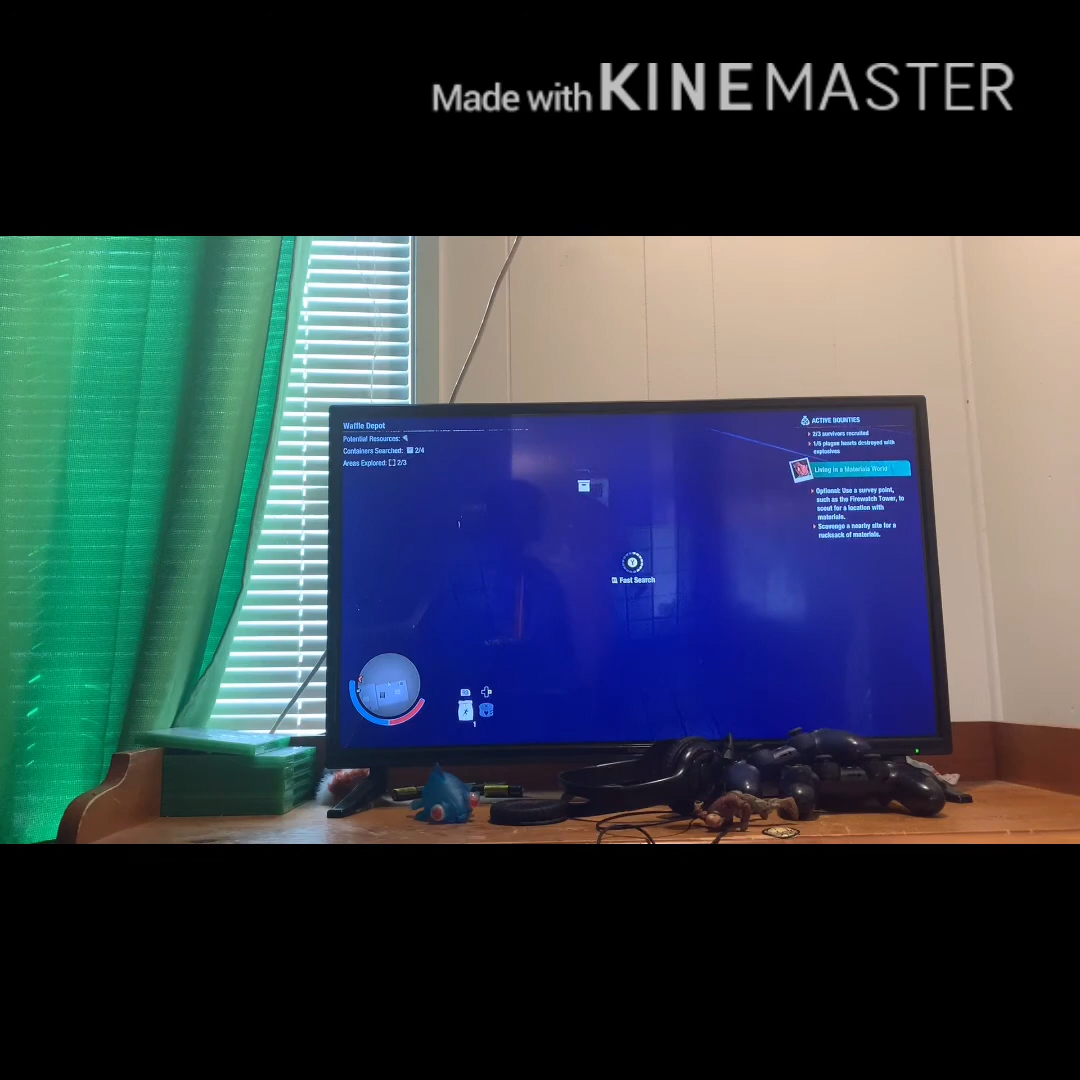 Made with KINEMASTER
Waffle Depot
Potential Resources:
Containers Searched: 2/4
Areas Explored: 2/3
ACTIVE BOUNTIES
2/3 survivors recruited
1/5 plague hearts destroyed with
explosives
Living in a Materials World
Optional: Use a survey point,
such as the Firewatch Tower, to
scout for a location with
materials.
Scavenge a nearby site for a
rucksack of materials.
Y
Fast Search
1